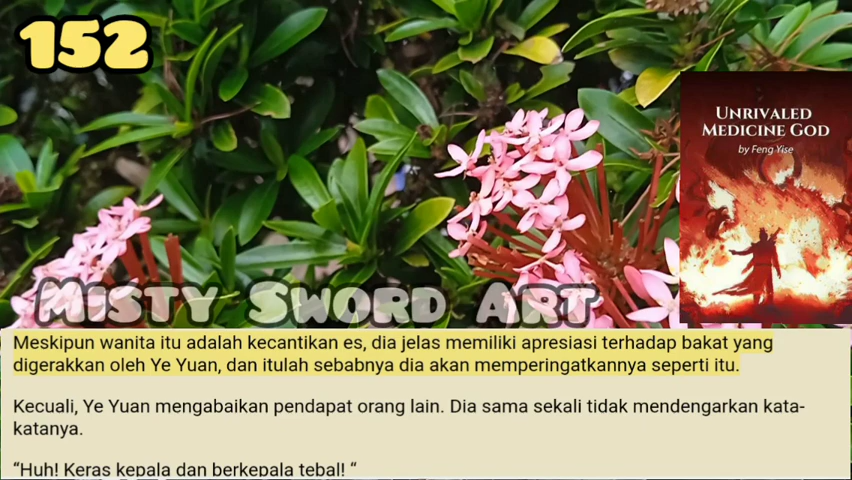 152
UNRIVALED
MEDICINE GOD
by Feng Yise
MISTY SWORD ART
Meskipun wanita itu adalah kecantikan es, dia jelas memiliki apresiasi terhadap bakat yang
digerakkan oleh Ye Yuan, dan itulah sebabnya dia akan memperingatkannya seperti itu.
Kecuali, Ye Yuan mengabaikan pendapat orang lain. Dia sama sekali tidak mendengarkan kata-
katanya.
“Huh! Keras kepala dan berkepala tebal! “